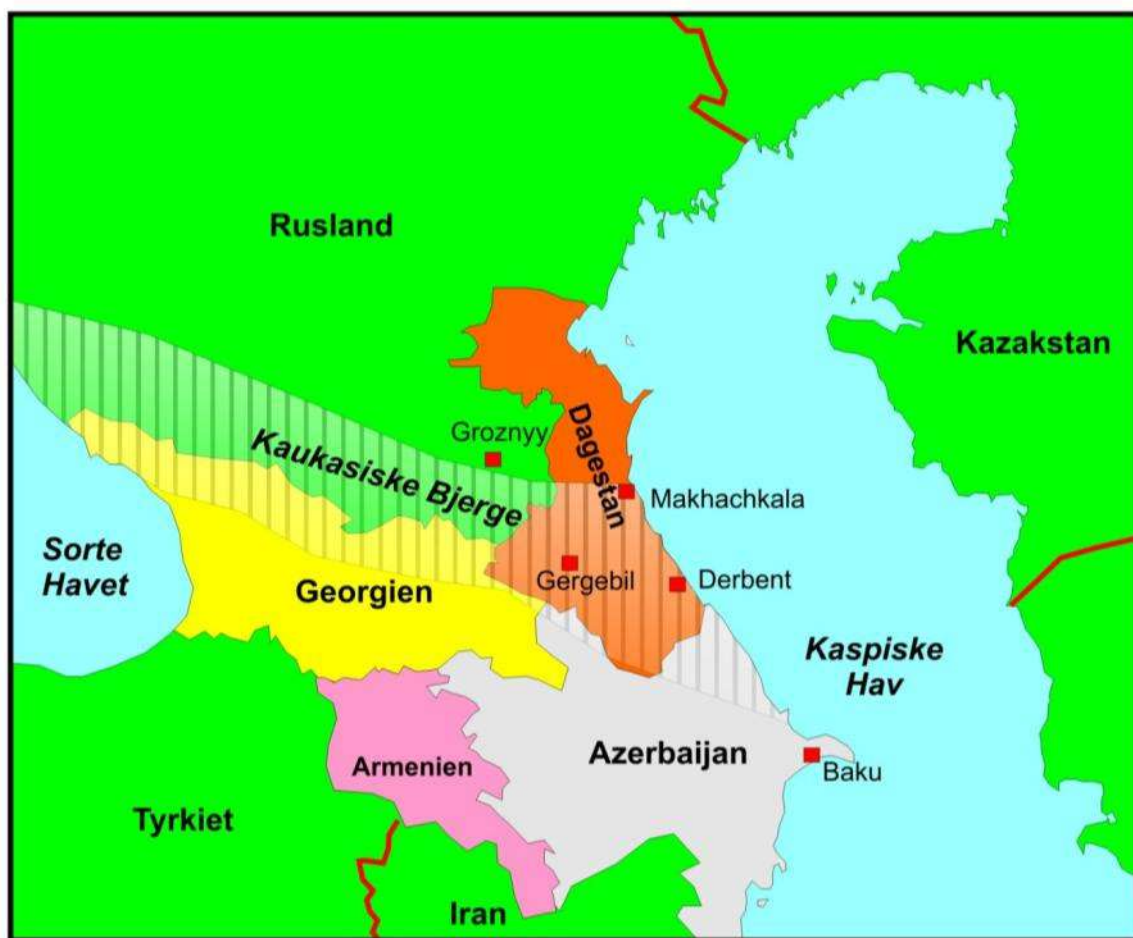 Rusland
Kazakstan
Dagestan
Groznyy
Kaukasiske Bjerge
Makhachkala
Sorte
Havet
Georgien
Gergebil
Derbent
Kaspiske
Hav
Azerbaijan
Armenien
Baku
Tyrkiet
Iran